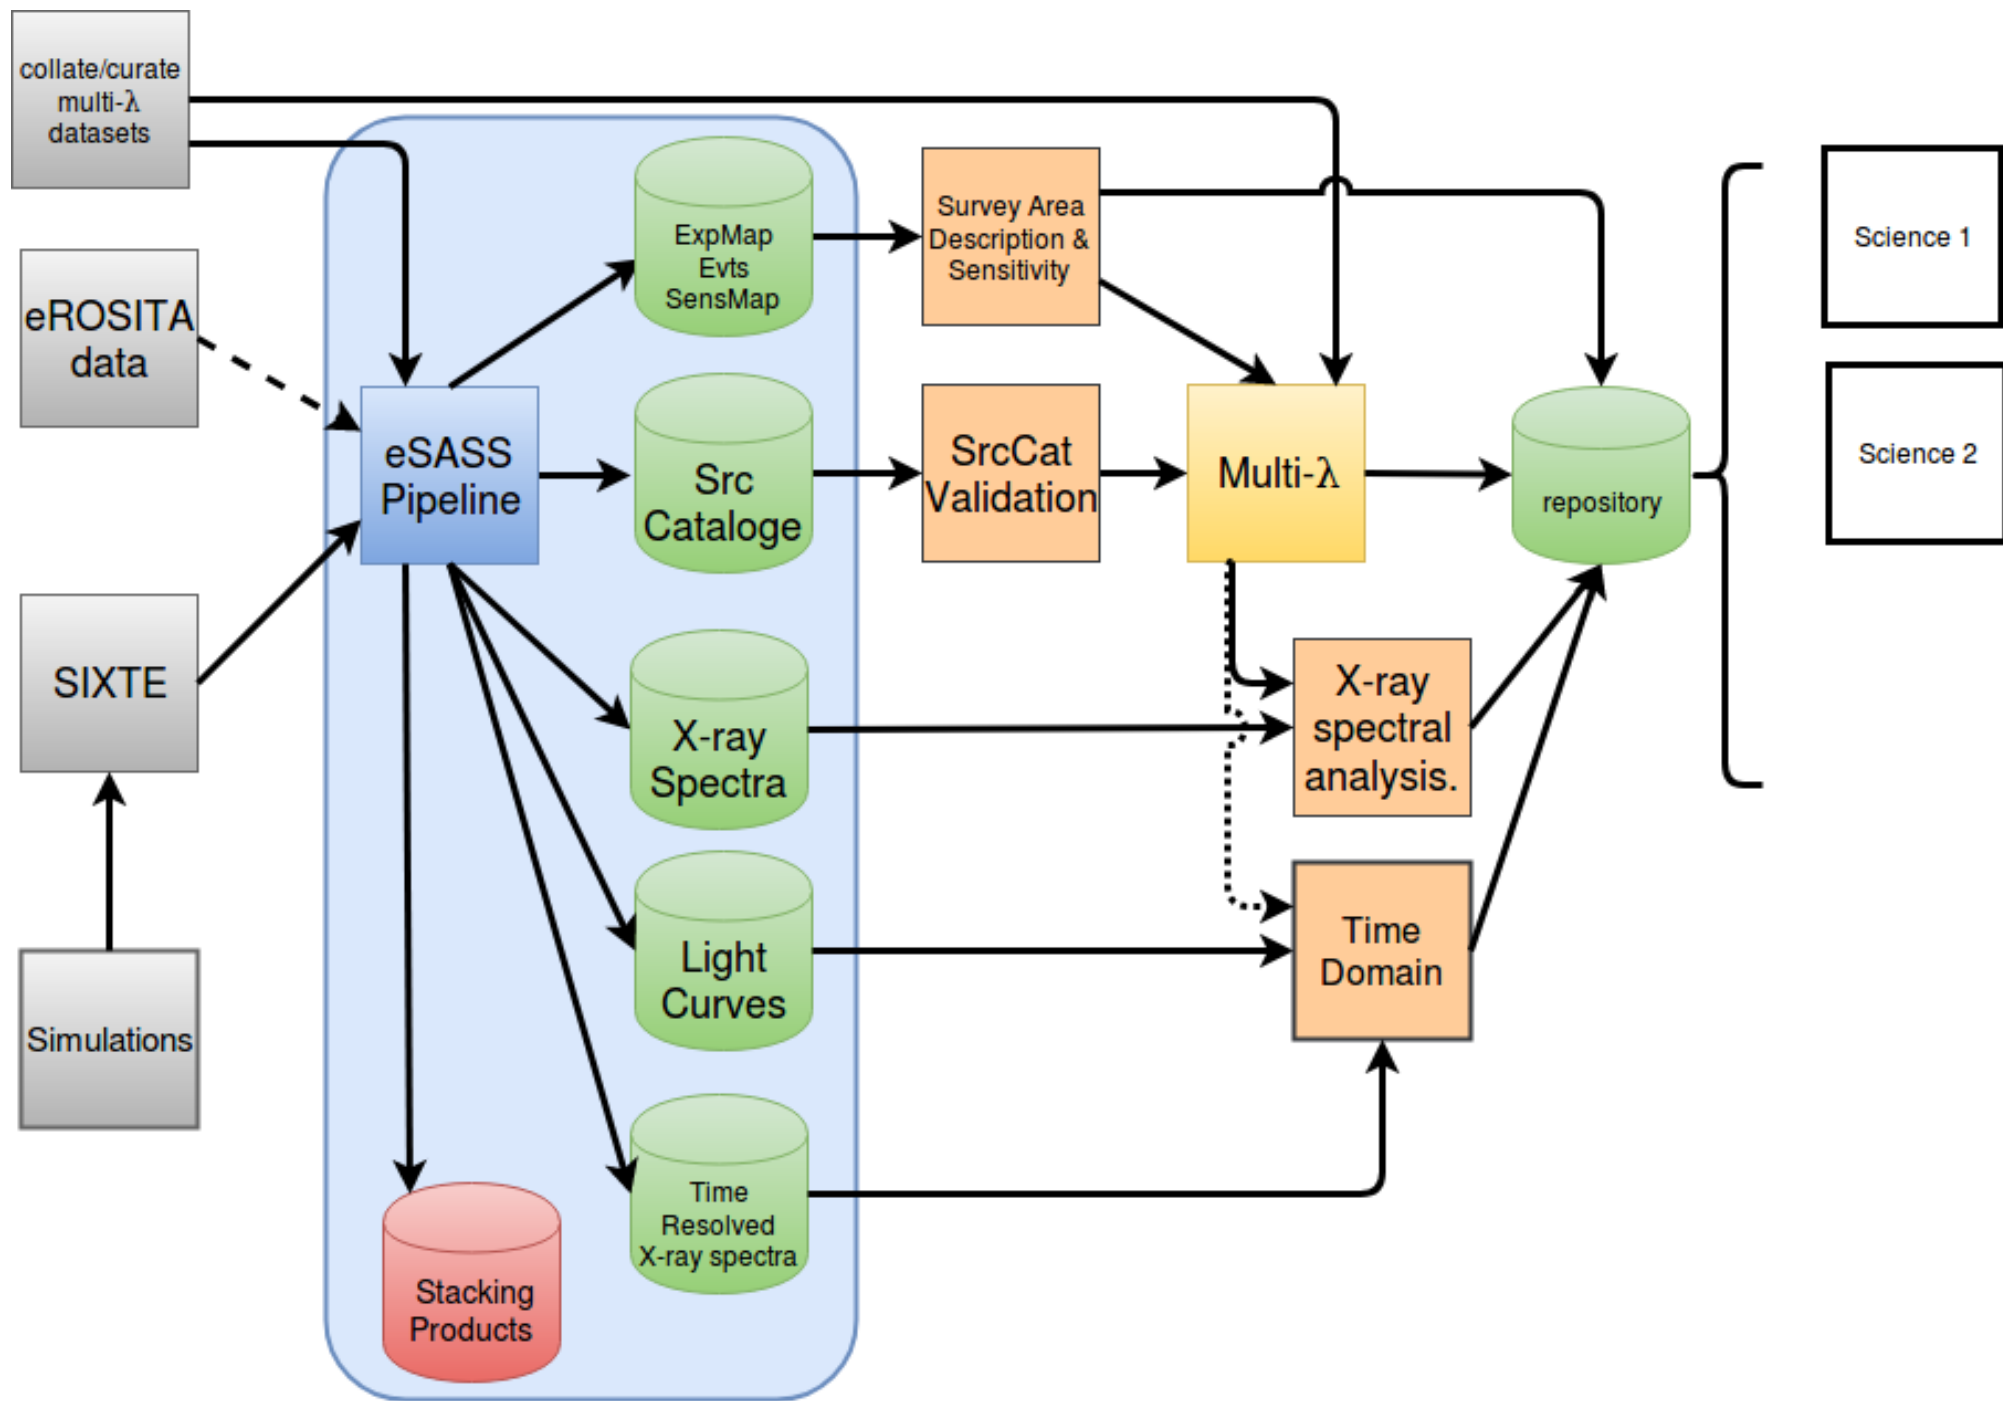 collate/curate
multi-λ
datasets
eROSITA
data
SIXTE
Simulations
eSASS
Pipeline
ExpMap
Evts
SensMap
Src
Cataloge
X-ray
Spectra
Light
Curves
Time
Resolved
X-ray spectra
Stacking
Products
Survey Area
Description &
Sensitivity
SrcCat
Validation
Multi-λ
X-ray
spectral
analysis.
Time
Domain
repository
Science 1
Science 2